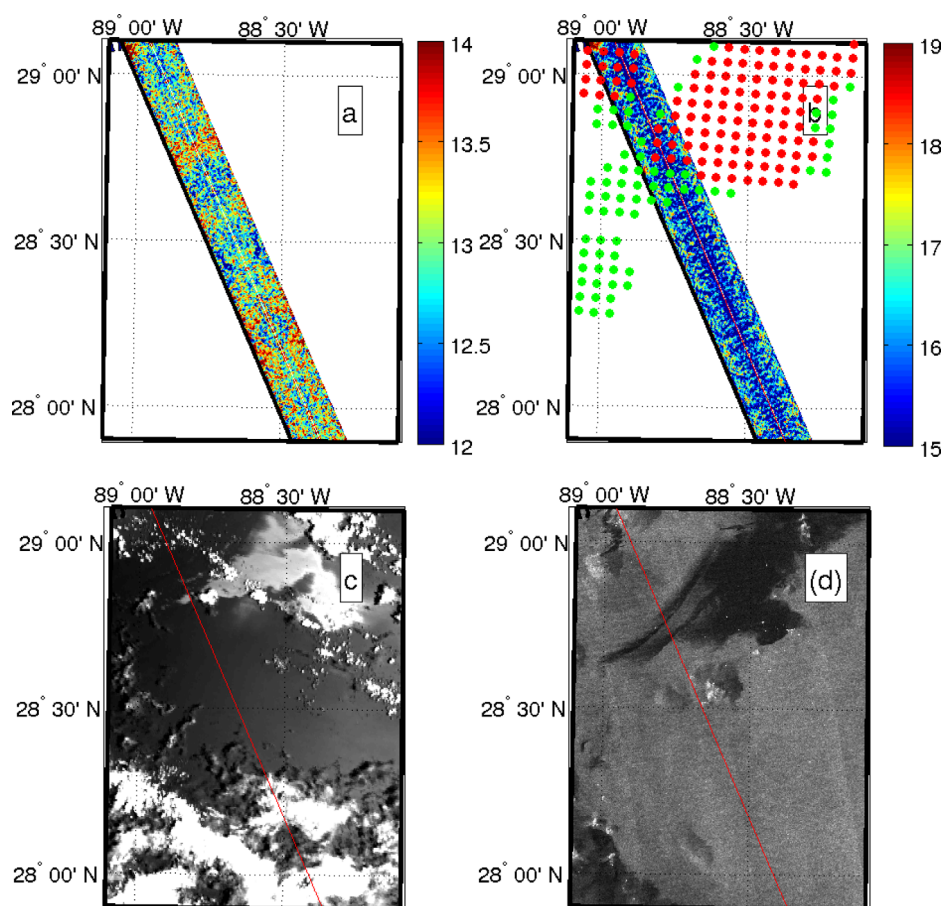 89° 00' W 88° 30' W
29° 00' N
28° 30' N
28° 00' N
a
14
13.5
13
12.5
12
89° 00' W 88° 30' W
29° 00' N
28° 30' N
28° 00' N
b
19
18
17
16
15
89° 00' W 88° 30' W
29° 00' N
28° 30' N
28° 00' N
c
89° 00' W 88° 30' W
29° 00' N
28° 30' N
28° 00' N
(d)